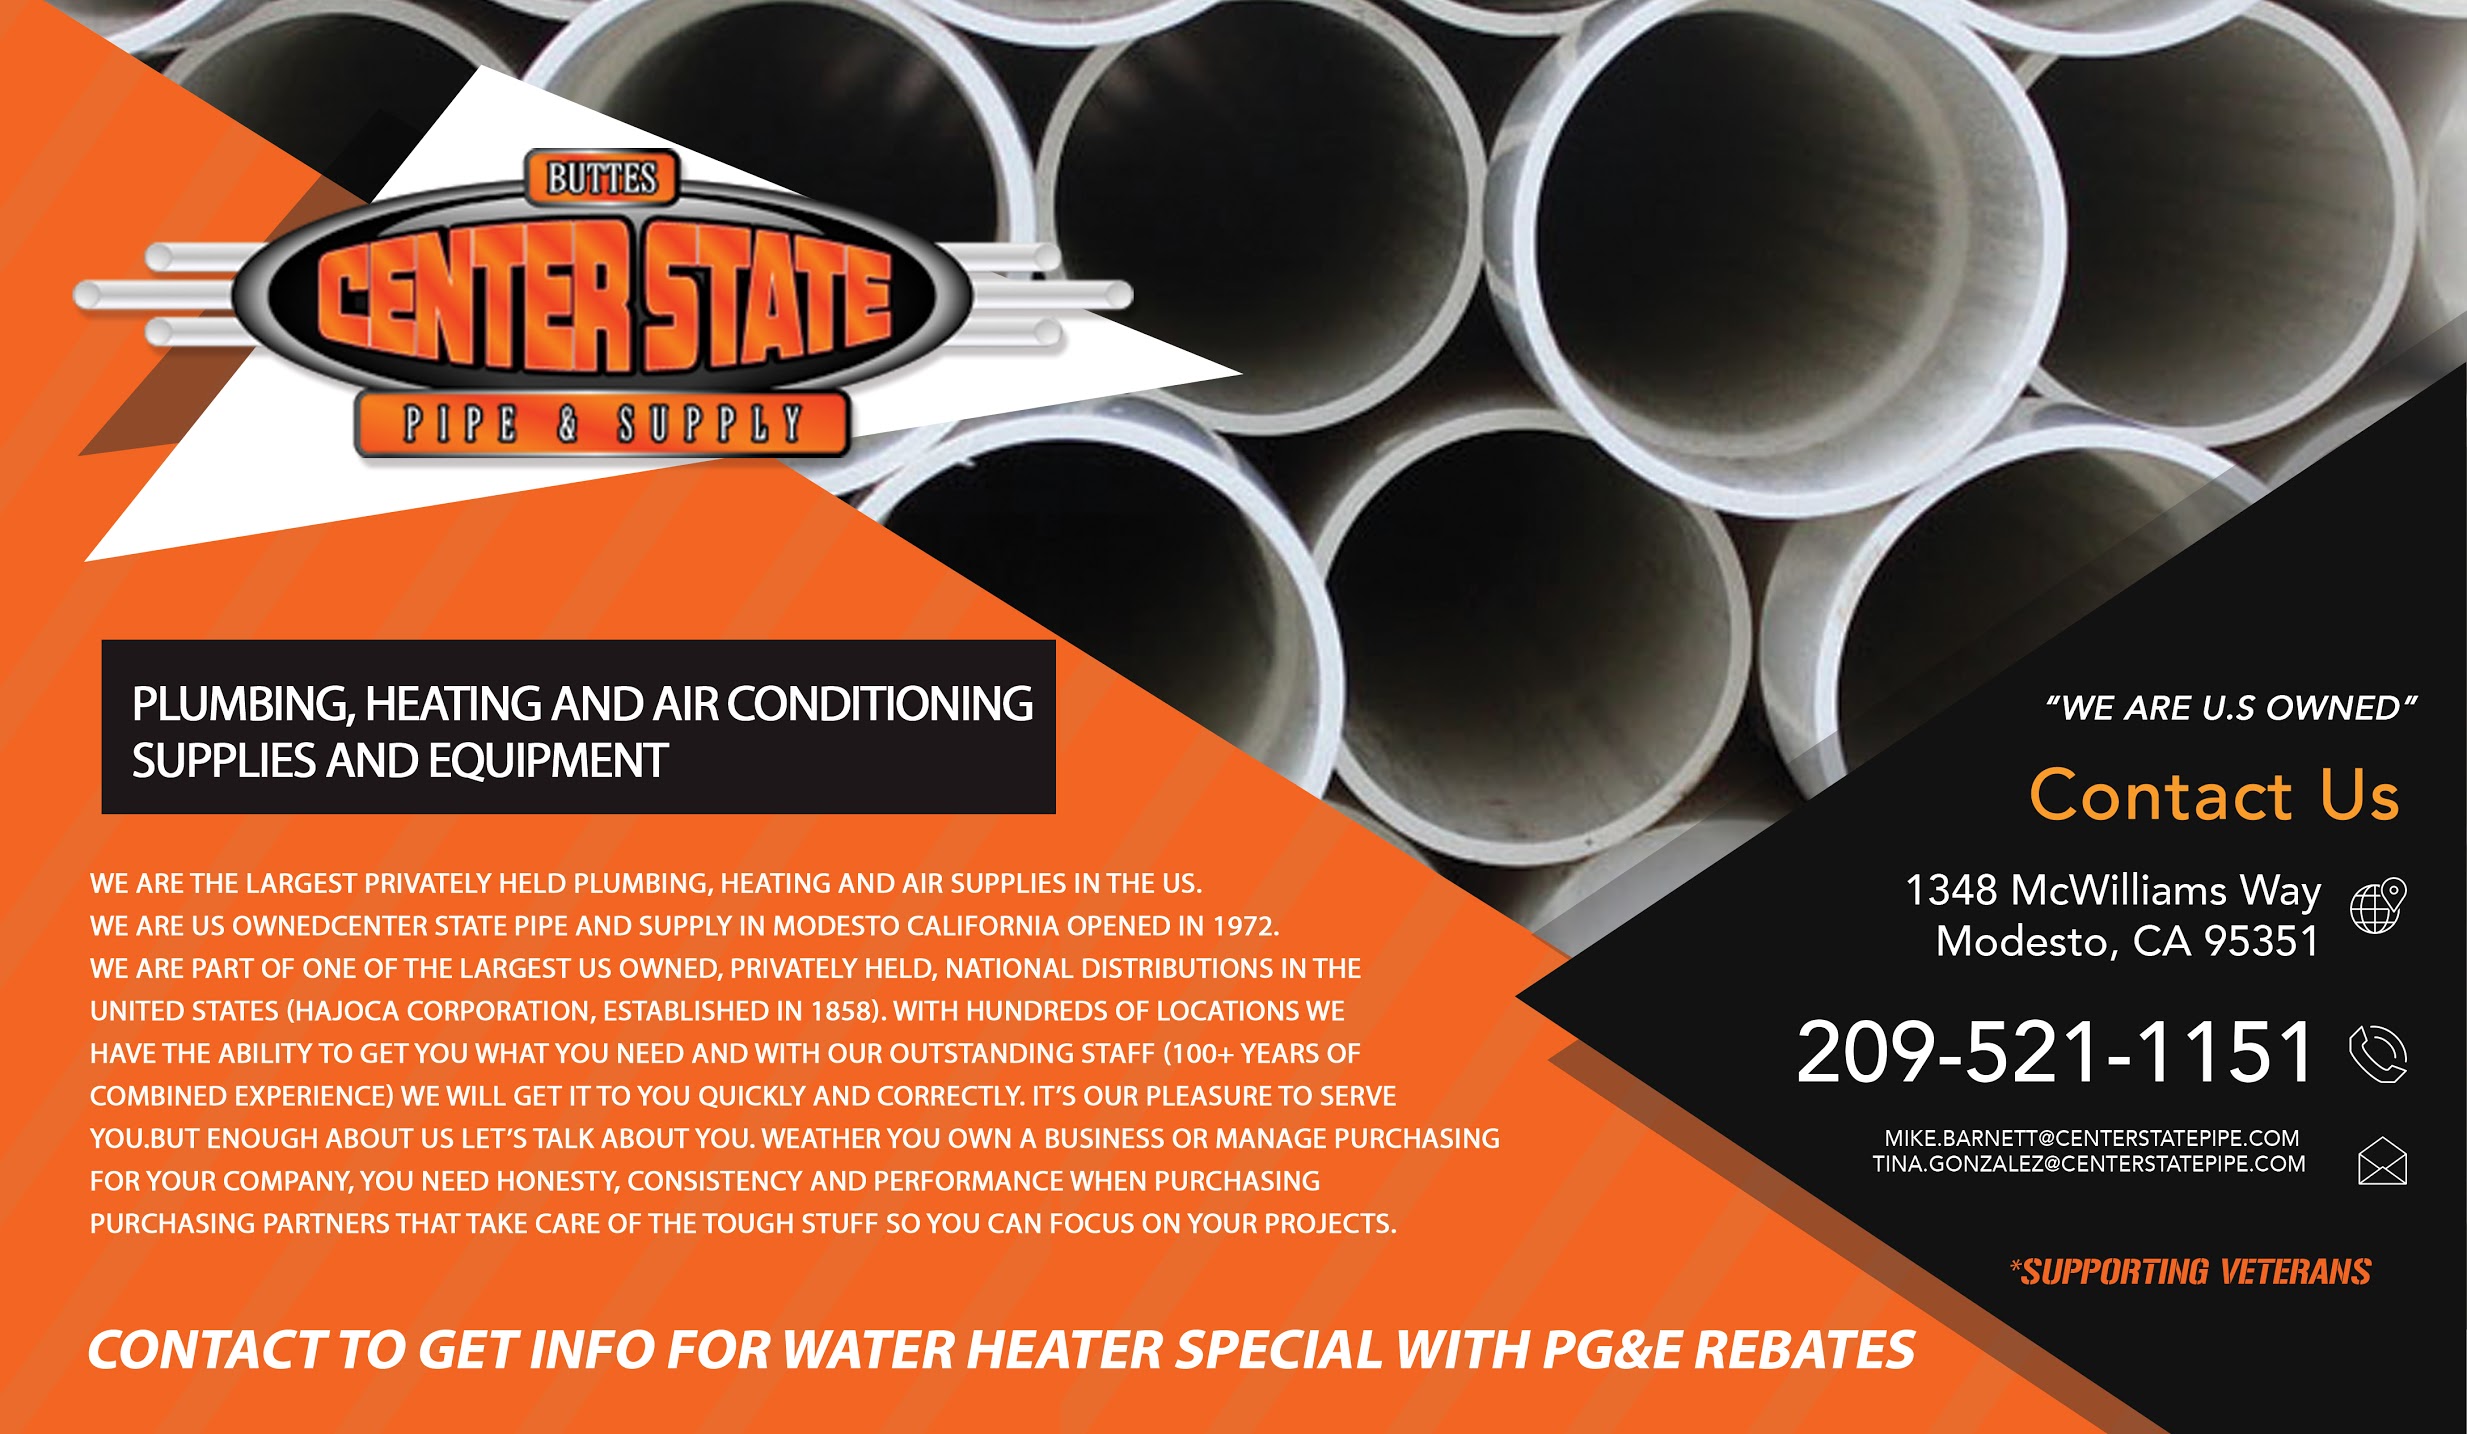 BUTTES
CENTER STATE
PIPE & SUPPLY
PLUMBING, HEATING AND AIR CONDITIONING
SUPPLIES AND EQUIPMENT
WE ARE THE LARGEST PRIVATELY HELD PLUMBING, HEATING AND AIR SUPPLIES IN THE US.
WE ARE US OWNEDCENTER STATE PIPE AND SUPPLY IN MODESTO CALIFORNIA OPENED IN 1972.
WE ARE PART OF ONE OF THE LARGEST US OWNED, PRIVATELY HELD, NATIONAL DISTRIBUTIONS IN THE
UNITED STATES (HAJOCA CORPORATION, ESTABLISHED IN 1858). WITH HUNDREDS OF LOCATIONS WE
HAVE THE ABILITY TO GET YOU WHAT YOU NEED AND WITH OUR OUTSTANDING STAFF (100+ YEARS OF
COMBINED EXPERIENCE) WE WILL GET IT TO YOU QUICKLY AND CORRECTLY. IT'S OUR PLEASURE TO SERVE
YOU.BUT ENOUGH ABOUT US LET'S TALK ABOUT YOU. WEATHER YOU OWN A BUSINESS OR MANAGE PURCHASING
FOR YOUR COMPANY, YOU NEED HONESTY, CONSISTENCY AND PERFORMANCE WHEN PURCHASING
PURCHASING PARTNERS THAT TAKE CARE OF THE TOUGH STUFF SO YOU CAN FOCUS ON YOUR PROJECTS.
CONTACT TO GET INFO FOR WATER HEATER SPECIAL WITH PG&E REBATES
"WE ARE U.S OWNED"
Contact Us
1348 McWilliams Way
Modesto, CA 95351
209-521-1151
MIKE.BARNETT@CENTERSTATEPIPE.COM
TINA.GONZALEZ@CENTERSTATEPIPE.COM
*SUPPORTING VETERANS